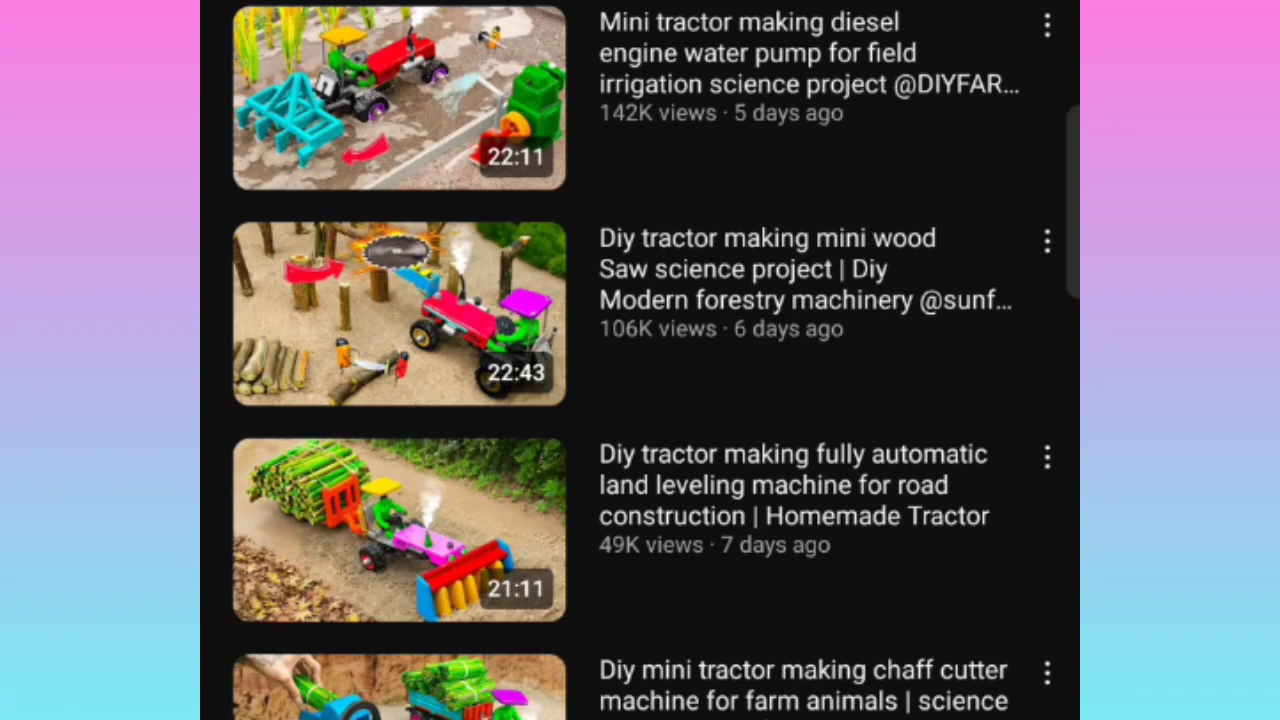 Mini tractor making diesel
engine water pump for field
irrigation science project @DIYFAR...
142K views · 5 days ago
22:11
Diy tractor making mini wood
Saw science project | Diy
Modern forestry machinery @sunf...
106K views · 6 days ago
22:43
Diy tractor making fully automatic
land leveling machine for road
construction | Homemade Tractor
49K views · 7 days ago
21:11
Diy mini tractor making chaff cutter
machine for farm animals | science